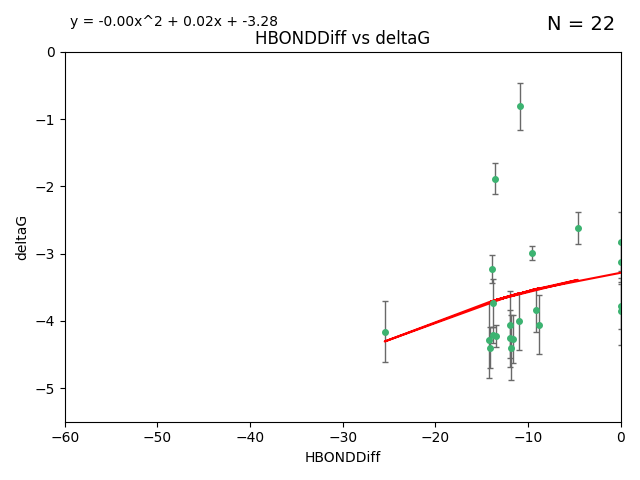 y = -0.00x^2 + 0.02x + -3.28
N = 22
HBONDDiff vs deltaG
0
−1
−2
−3
−4
−5
deltaG
−60 −50 −40 −30 −20 −10 0
HBONDDiff